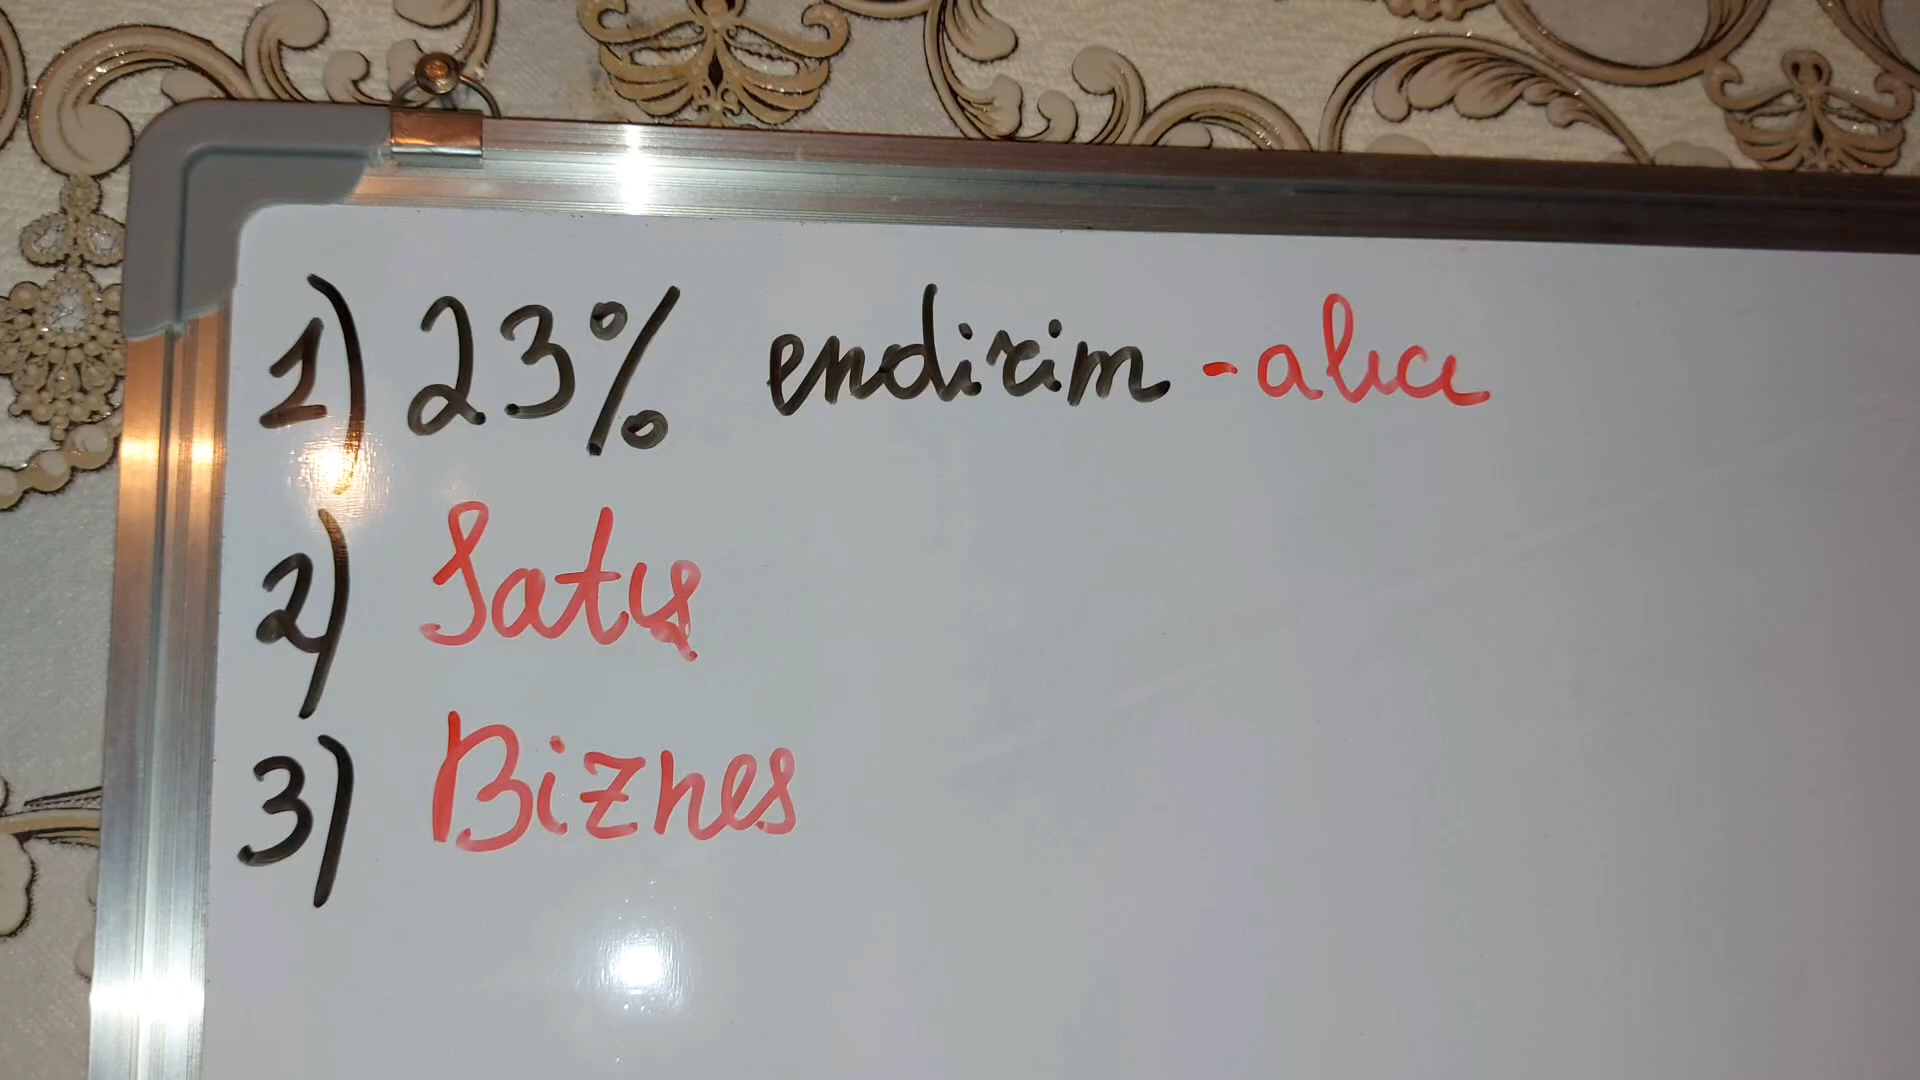 1) 23% endirim - alıcı
2) Satış
3) Biznes